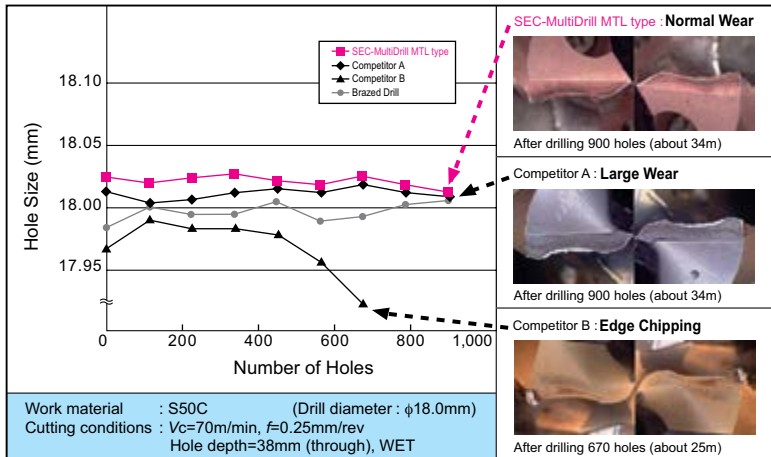 SEC-MultiDrill MTL type
Competitor A
Competitor B
Brazed Drill
Hole Size (mm)
18.10
18.05
18.00
17.95
0 200 400 600 800 1,000
Number of Holes
Work material : S50C (Drill diameter : ϕ18.0mm)
Cutting conditions : Vc=70m/min, f=0.25mm/rev
Hole depth=38mm (through), WET
SEC-MultiDrill MTL type : Normal Wear
After drilling 900 holes (about 34m)
Competitor A : Large Wear
After drilling 900 holes (about 34m)
Competitor B : Edge Chipping
After drilling 670 holes (about 25m)